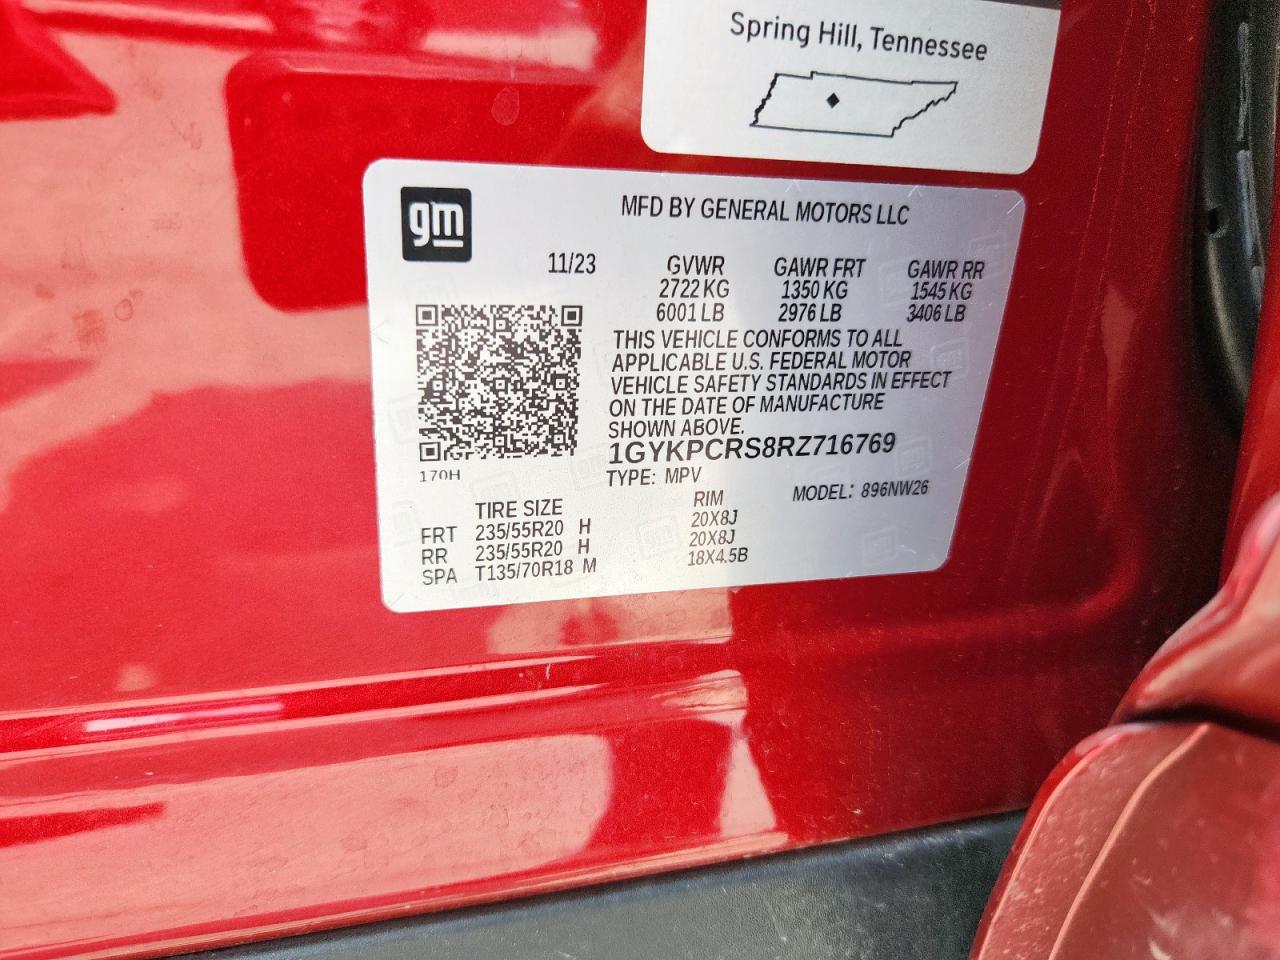 Spring Hill, Tennessee
gm
MFD BY GENERAL MOTORS LLC
11/23 GVWR GAWR FRT GAWR RR
2722 KG 1350 KG 1545 KG
6001 LB 2976 LB 3406 LB
THIS VEHICLE CONFORMS TO ALL
APPLICABLE U.S. FEDERAL MOTOR
VEHICLE SAFETY STANDARDS IN EFFECT
ON THE DATE OF MANUFACTURE
SHOWN ABOVE.
1GYKPCRS8RZ716769
170H
TYPE: MPV
MODEL: 896NW26
TIRE SIZE RIM
FRT 235/55R20 H 20X8J
RR 235/55R20 H 20X8J
SPA T135/70R18 M 18X4.5B